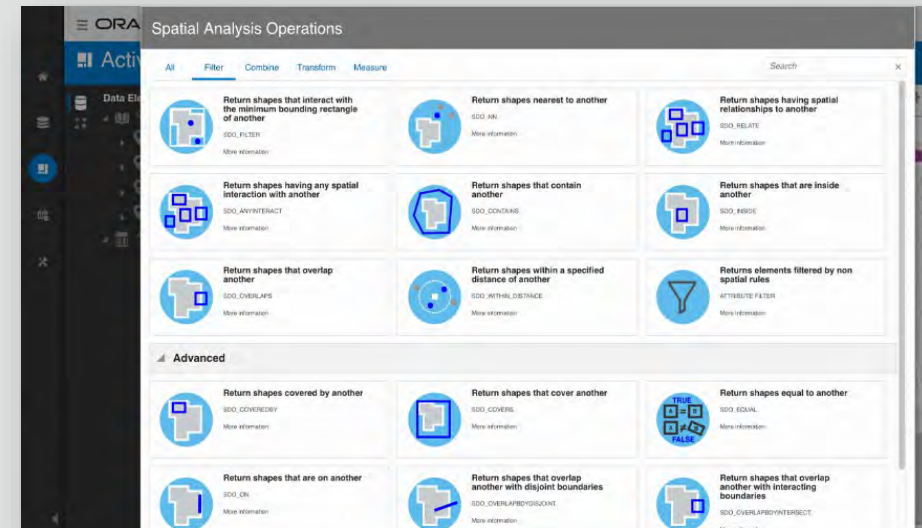 ORA
Spatial Analysis Operations
Activ
All Filter Combine Transform Measure
Search ×
Data Ele
Return shapes that interact with
the minimum bounding rectangle
of another
SDO_FILTER
More information
Return shapes nearest to another
SDO_NN
More information
Return shapes having spatial
relationships to another
SDO_RELATE
More information
Return shapes having any spatial
interaction with another
SDO_ANYINTERACT
More information
Return shapes that contain
another
SDO_CONTAINS
More information
Return shapes that are inside
another
SDO_INSIDE
More information
Return shapes that overlap
another
SDO_OVERLAPS
More information
Return shapes within a specified
distance of another
SDO_WITHIN_DISTANCE
More information
Returns elements filtered by non
spatial rules
ATTRIBUTE FILTER
More information
Advanced
Return shapes covered by another
SDO_COVEREDBY
More information
Return shapes that cover another
SDO_COVERS
More information
TRUE
A = B
A ≠ B
FALSE
Return shapes equal to another
SDO_EQUAL
More information
Return shapes that are on another
SDO_ON
More information
Return shapes that overlap
another with disjoint boundaries
SDO_OVERLAPBDYDISJOINT
More information
Return shapes that overlap
another with interacting
boundaries
SDO_OVERLAPBDYINTERSECT